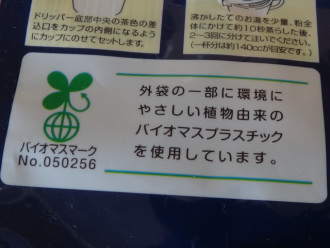 ドリッパー底部中央の茶色の差
込口をカップの内側になるよう
にカップにのせてセットします。
沸かしたてのお湯を少量、粉全
体にかけて約10秒蒸らした後、
2～3回に分けて注いでください。
(一杯分は約140ccが目安です。)
外袋の一部に環境に
やさしい植物由来の
バイオマスプラスチック
を使用しています。
バイオマスマーク
No.050256